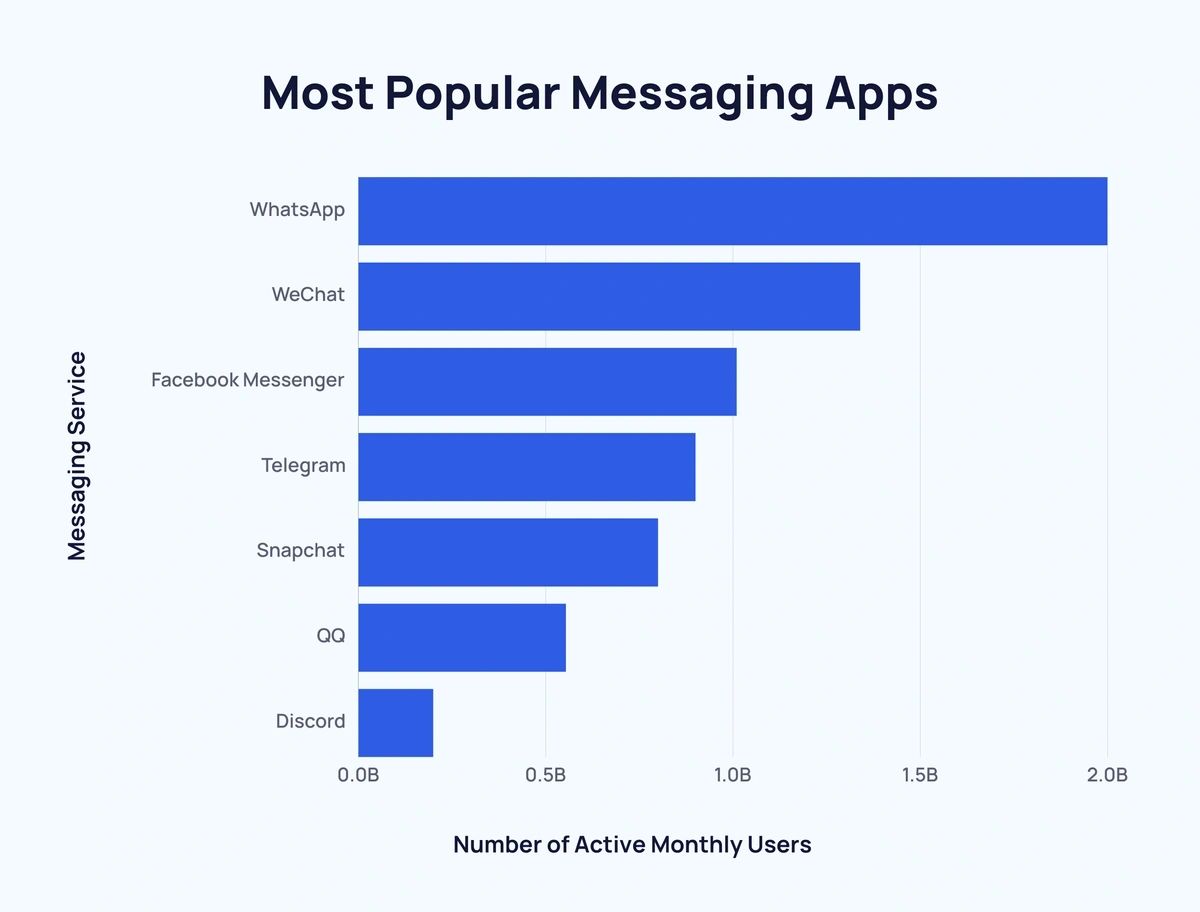 Most Popular Messaging Apps
WhatsApp
WeChat
Facebook Messenger
Telegram
Snapchat
QQ
Discord
Messaging Service
0.0B 0.5B 1.0B 1.5B 2.0B
Number of Active Monthly Users